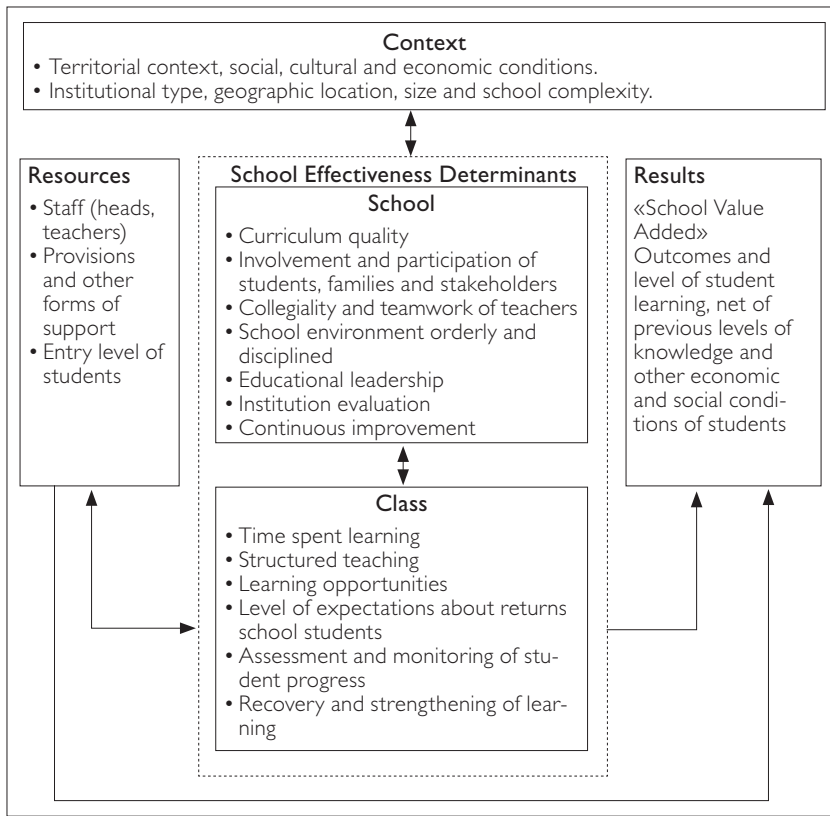 Context
• Territorial context, social, cultural and economic conditions.
• Institutional type, geographic location, size and school complexity.
Resources
• Staff (heads,
teachers)
• Provisions
and other
forms of
support
• Entry level of
students
School Effectiveness Determinants
School
• Curriculum quality
• Involvement and participation of
students, families and stakeholders
• Collegiality and teamwork of teachers
• School environment orderly and
disciplined
• Educational leadership
• Institution evaluation
• Continuous improvement
Class
• Time spent learning
• Structured teaching
• Learning opportunities
• Level of expectations about returns
school students
• Assessment and monitoring of stu-
dent progress
• Recovery and strengthening of lear-
ning
Results
«School Value
Added»
Outcomes and
level of student
learning, net of
previous levels of
knowledge and
other economic
and social condi-
tions of students